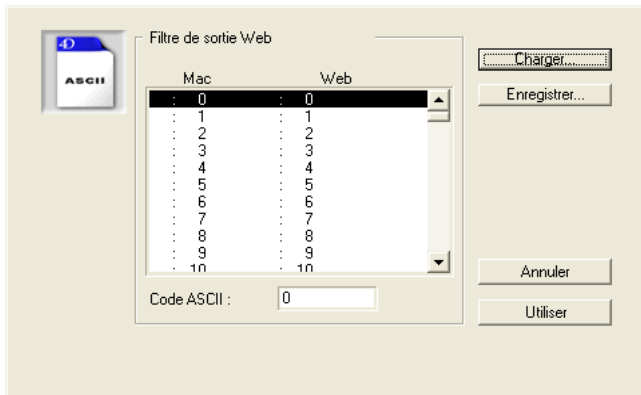 4D
ASCII
Filtre de sortie Web
Mac Web
: 0 : 0
: 1 : 1
: 2 : 2
: 3 : 3
: 4 : 4
: 5 : 5
: 6 : 6
: 7 : 7
: 8 : 8
: 9 : 9
: 10 : 10
Code ASCII : 0
Charger...
Enregistrer...
Annuler
Utiliser